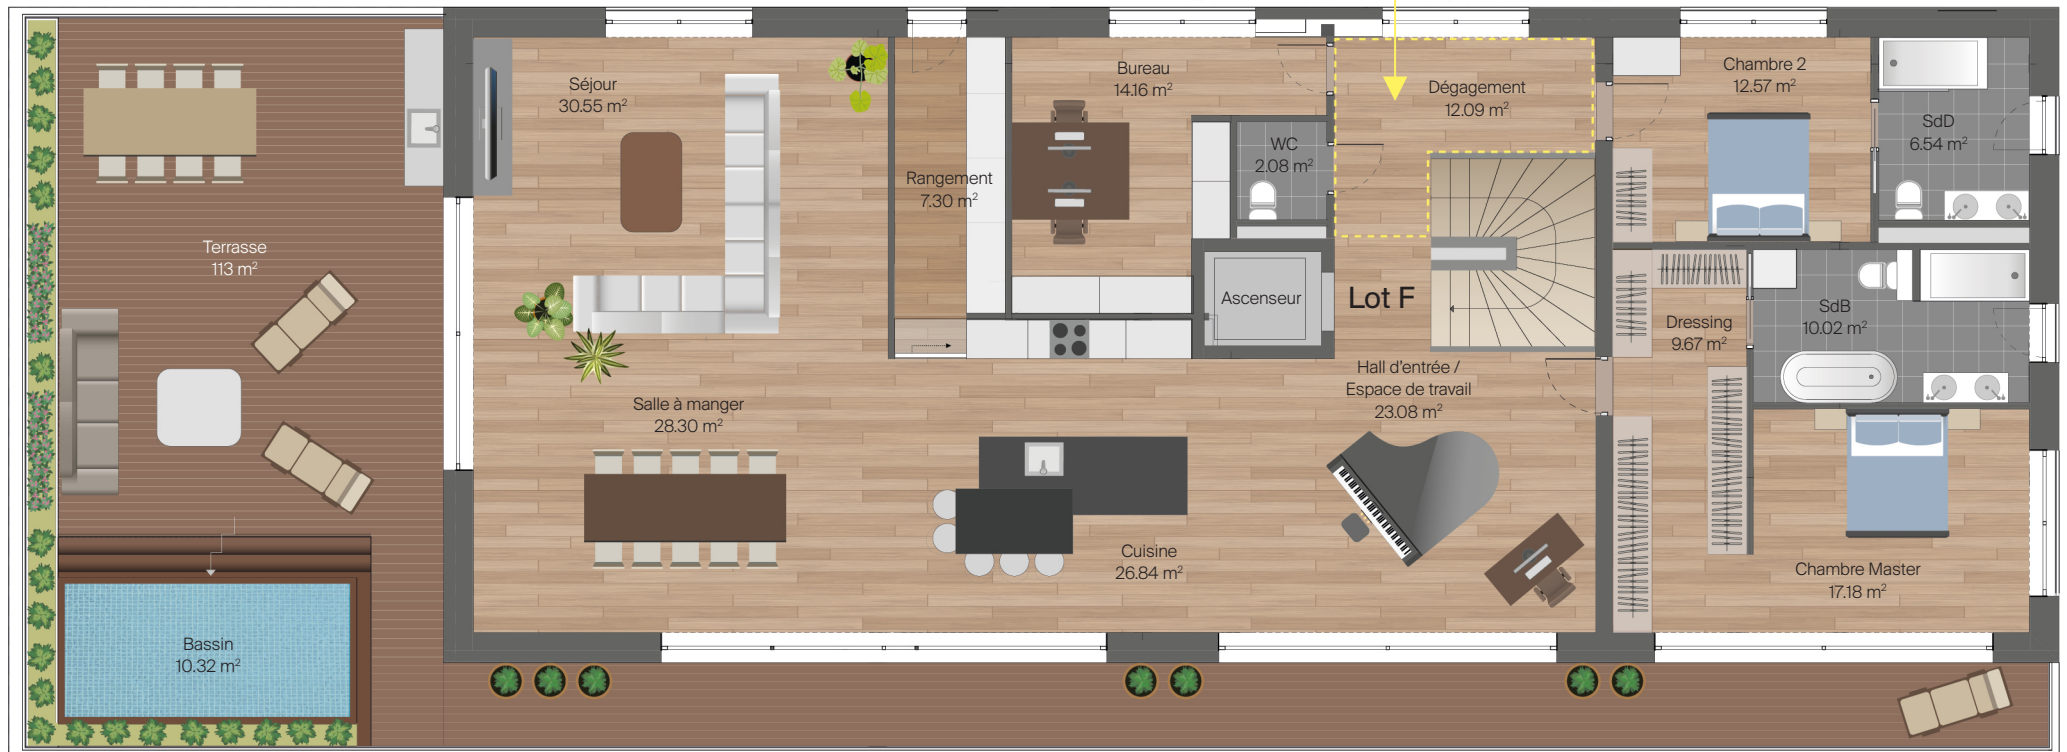 Séjour
30.55 m²
Bureau
14.16 m²
Dégagement
12.09 m²
Chambre 2
12.57 m²
SdD
6.54 m²
WC
2.08 m²
Rangement
7.30 m²
Terrasse
113 m²
Ascenseur
Lot F
SdB
10.02 m²
Dressing
9.67 m²
Hall d'entrée /
Espace de travail
23.08 m²
Salle à manger
28.30 m²
Cuisine
26.84 m²
Chambre Master
17.18 m²
Bassin
10.32 m²